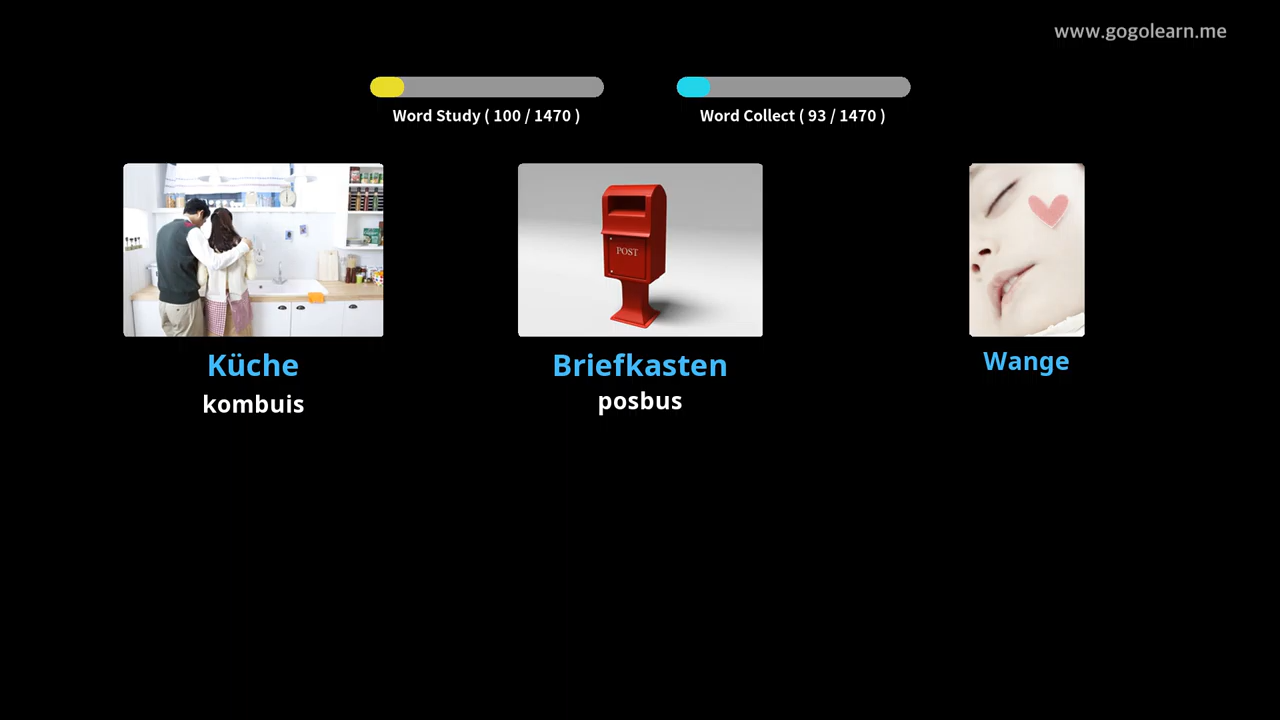 www.gogolearn.me
Word Study ( 100 / 1470 )
Word Collect ( 93 / 1470 )
POST
Küche
kombuis
Briefkasten
posbus
Wange